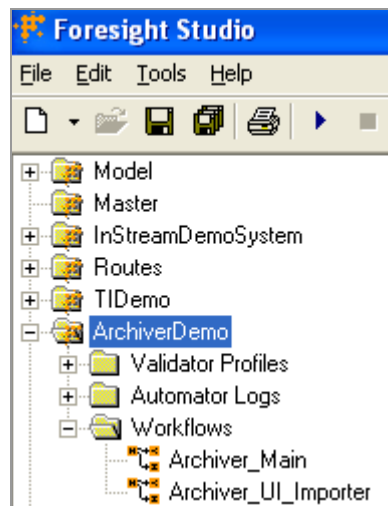 Foresight Studio
File Edit Tools Help
Model
Master
InStreamDemoSystem
Routes
TIDemo
ArchiverDemo
Validator Profiles
Automator Logs
Workflows
Archiver_Main
Archiver_UI_Importer